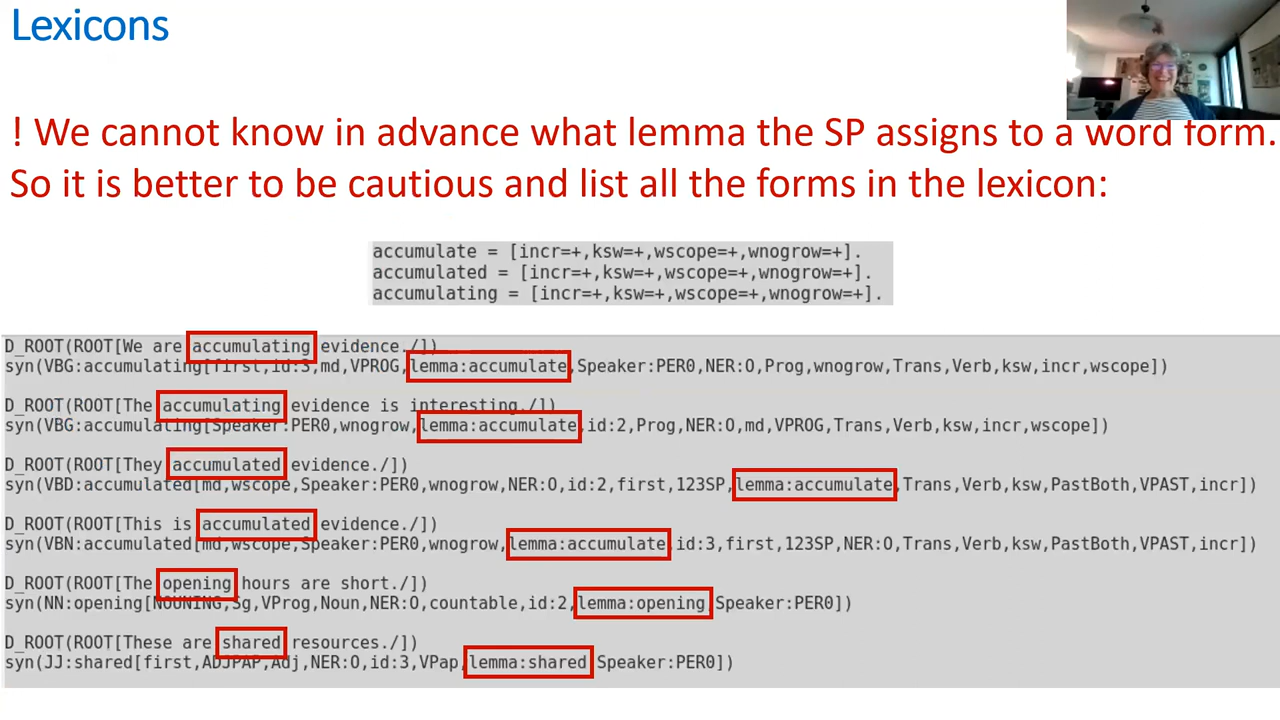 Lexicons
! We cannot know in advance what lemma the SP assigns to a word form.
So it is better to be cautious and list all the forms in the lexicon:
accumulate = [incr=+,ksw=+,wscope=+,wnogrow=+].
accumulated = [incr=+,ksw=+,wscope=+,wnogrow=+].
accumulating = [incr=+,ksw=+,wscope=+,wnogrow=+].
D_ROOT(ROOT[We are accumulating evidence./])
syn(VBG:accumulating[first,id:3,md,VPROG,lemma:accumulate,Speaker:PER0,NER:O,Prog,wnogrow,Trans,Verb,ksw,incr,wscope])
D_ROOT(ROOT[The accumulating evidence is interesting./])
syn(VBG:accumulating[Speaker:PER0,wnogrow,lemma:accumulate,id:2,Prog,NER:O,md,VPROG,Trans,Verb,ksw,incr,wscope])
D_ROOT(ROOT[They accumulated evidence./])
syn(VBD:accumulated[md,wscope,Speaker:PER0,wnogrow,NER:O,id:2,first,123SP,lemma:accumulate,Trans,Verb,ksw,PastBoth,VPAST,incr])
D_ROOT(ROOT[This is accumulated evidence./])
syn(VBN:accumulated[md,wscope,Speaker:PER0,wnogrow,lemma:accumulate,id:3,first,123SP,NER:O,Trans,Verb,ksw,PastBoth,VPAST,incr])
D_ROOT(ROOT[The opening hours are short./])
syn(NN:opening[NOUNING,Sg,VProg,Noun,NER:O,countable,id:2,lemma:opening,Speaker:PER0])
D_ROOT(ROOT[These are shared resources./])
syn(JJ:shared[first,ADJPAP,Adj,NER:O,id:3,VPap,lemma:shared,Speaker:PER0])